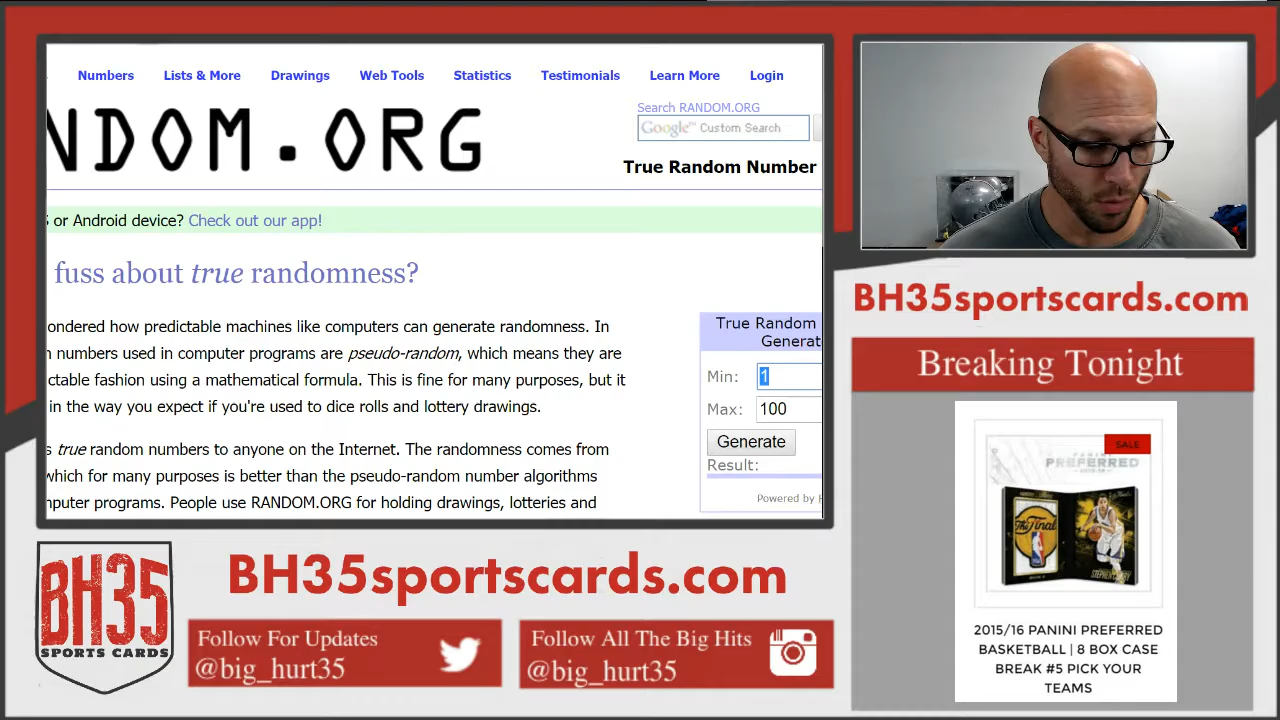 Numbers Lists & More Drawings Web Tools Statistics Testimonials Learn More Login
NDOM.ORG
Search RANDOM.ORG
Google™ Custom Search
True Random Number
or Android device? Check out our app!
fuss about true randomness?
ondered how predictable machines like computers can generate randomness. In
numbers used in computer programs are pseudo-random, which means they are
ctable fashion using a mathematical formula. This is fine for many purposes, but it
in the way you expect if you're used to dice rolls and lottery drawings.
s true random numbers to anyone on the Internet. The randomness comes from
which for many purposes is better than the pseudo-random number algorithms
mputer programs. People use RANDOM.ORG for holding drawings, lotteries and
True Random
Generat
Min: 1
Max: 100
Generate
Result:
Powered by
BH35sportscards.com
Breaking Tonight
SALE
PANINI
PREFERRED
The Final
NBA
2015/16 PANINI PREFERRED
BASKETBALL | 8 BOX CASE
BREAK #5 PICK YOUR
TEAMS
BH35
SPORTS CARDS
BH35sportscards.com
Follow For Updates
@big_hurt35
Follow All The Big Hits
@big_hurt35